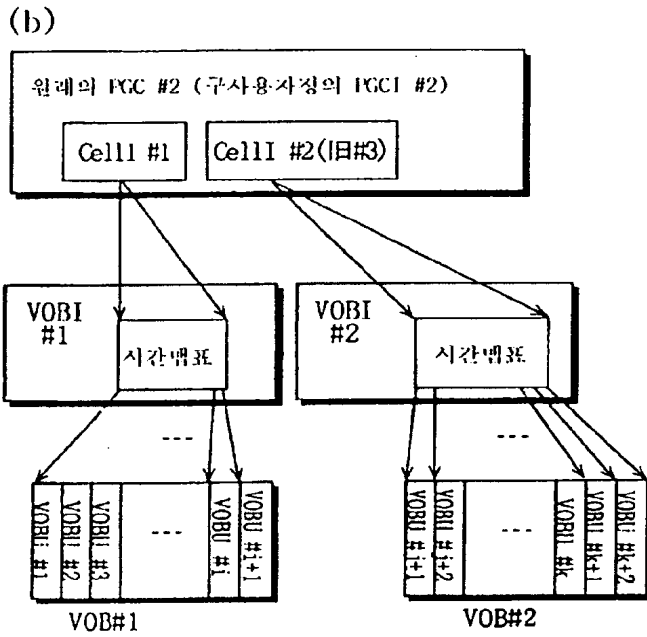 (b)
원래의 PGC #2 (구사용자정의 PGCI #2)
CellI #1
CellI #2(旧#3)
VOBI
#1
시간맵표
VOBI
#2
시간맵표
---
---
VOBU #1
VOBU #2
VOBU #3
---
VOBU #i
VOBU #i+1
VOBU #j+1
VOBU #j+2
---
VOBU #k
VOBU #k+1
VOBU #k+2
VOB#1
VOB#2